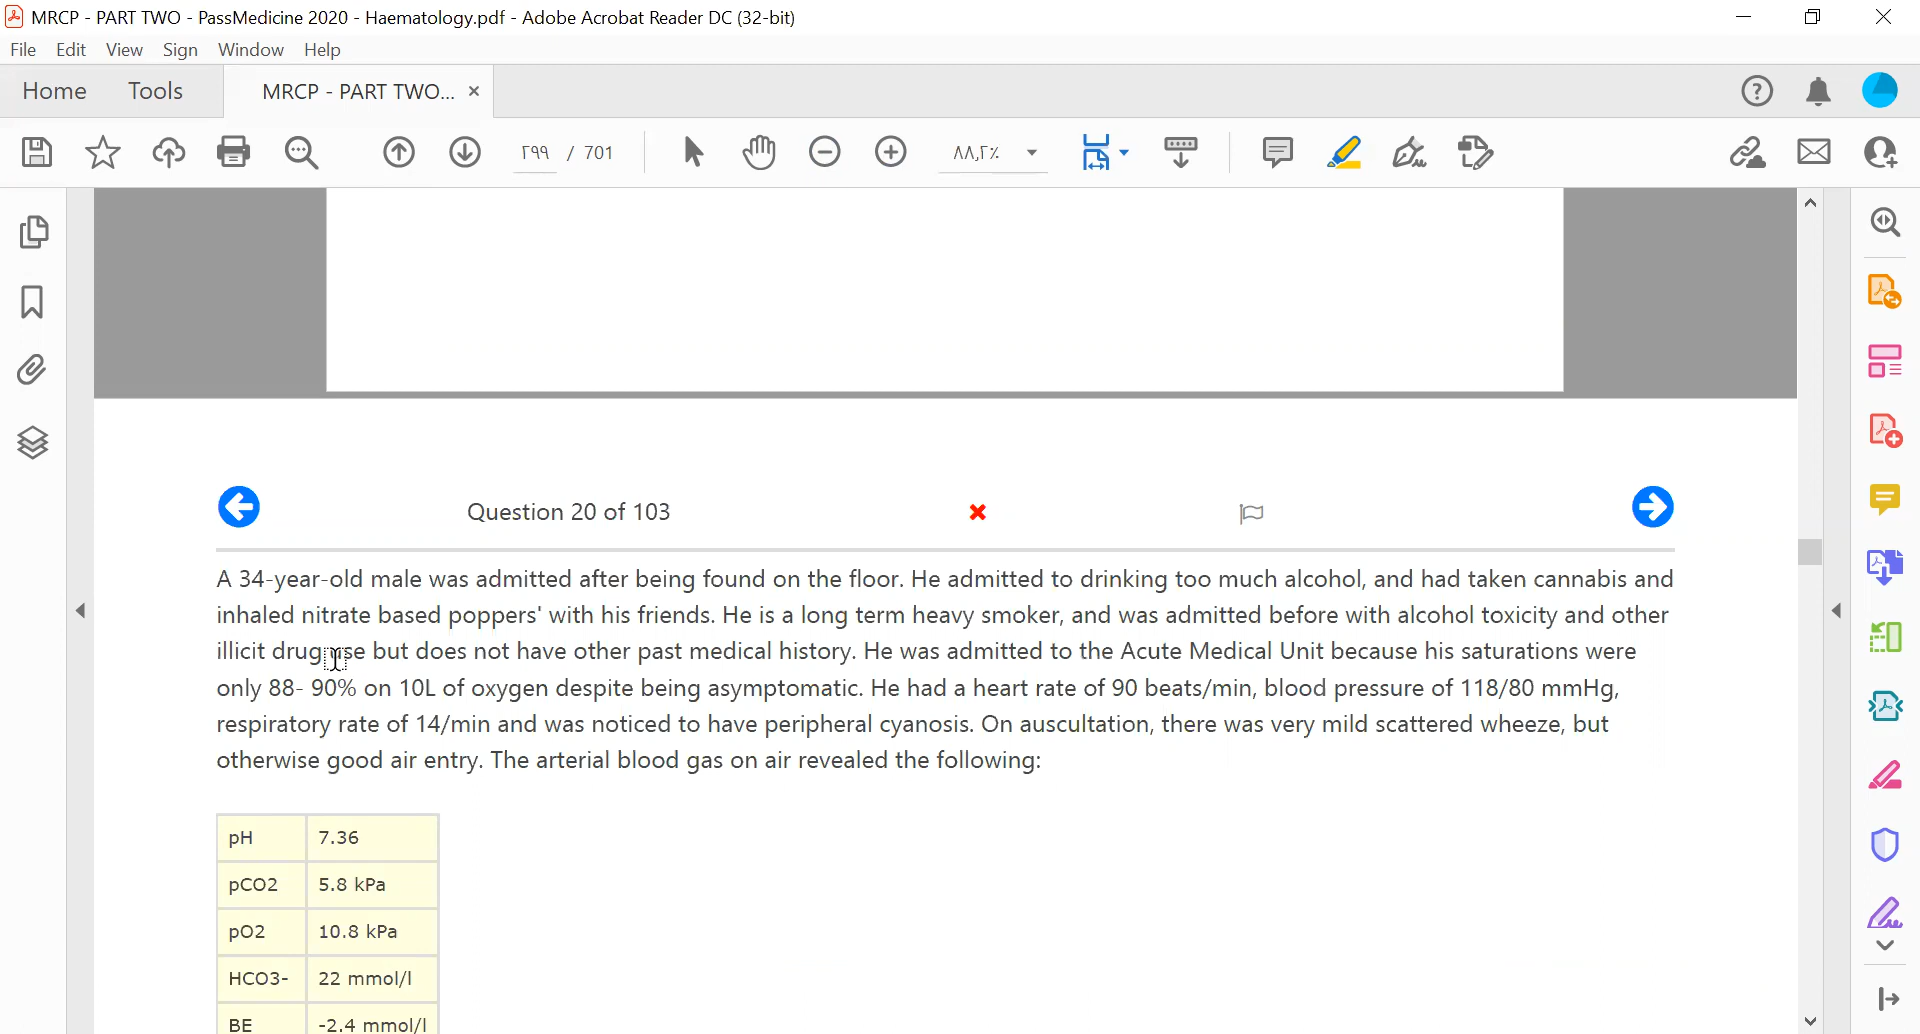 MRCP - PART TWO - PassMedicine 2020 - Haematology.pdf - Adobe Acrobat Reader DC (32-bit)
File Edit View Sign Window Help
Home Tools MRCP - PART TWO... ×
٢٩٩ / 701 ٨٨,٢٪
Question 20 of 103
A 34-year-old male was admitted after being found on the floor. He admitted to drinking too much alcohol, and had taken cannabis and
inhaled nitrate based poppers' with his friends. He is a long term heavy smoker, and was admitted before with alcohol toxicity and other
illicit drug use but does not have other past medical history. He was admitted to the Acute Medical Unit because his saturations were
only 88- 90% on 10L of oxygen despite being asymptomatic. He had a heart rate of 90 beats/min, blood pressure of 118/80 mmHg,
respiratory rate of 14/min and was noticed to have peripheral cyanosis. On auscultation, there was very mild scattered wheeze, but
otherwise good air entry. The arterial blood gas on air revealed the following:
pH 7.36
pCO2 5.8 kPa
pO2 10.8 kPa
HCO3- 22 mmol/l
BE -2.4 mmol/l